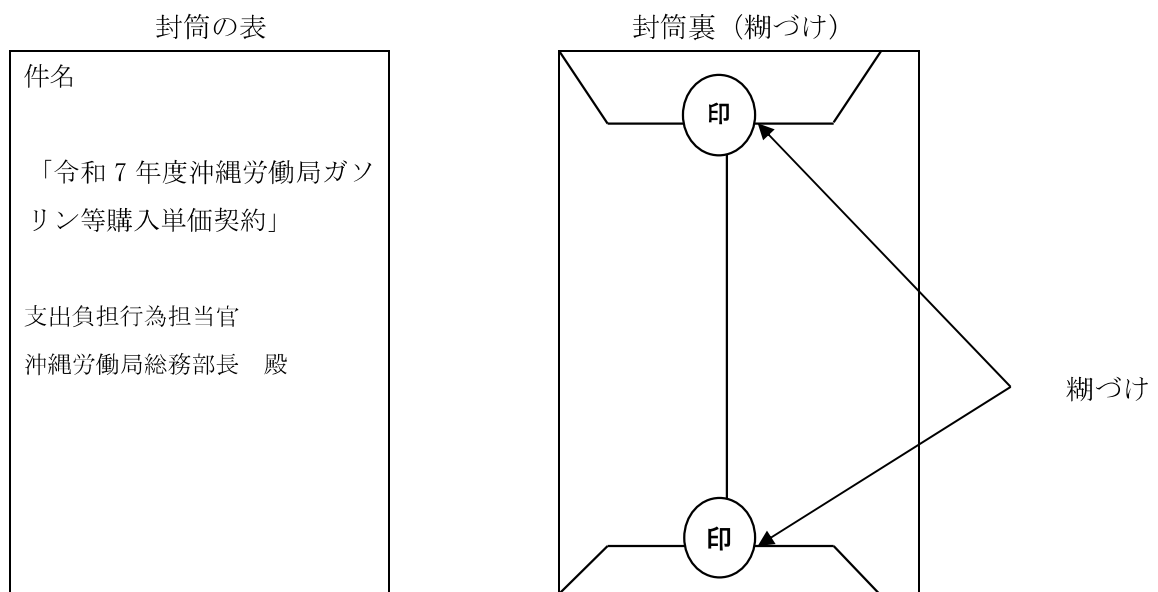 封筒の表
件名
「令和 7 年度沖縄労働局ガソ
リン等購入単価契約」
支出負担行為担当官
沖縄労働局総務部長　殿
封筒裏（糊づけ）
印
糊づけ
印